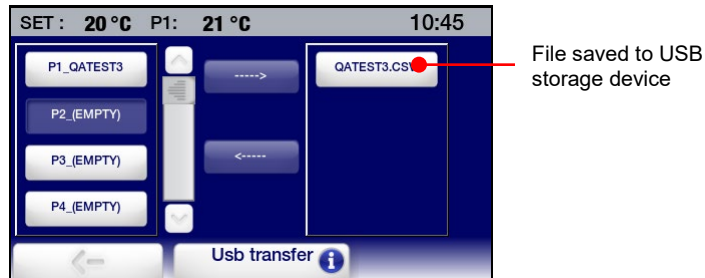 SET : 20 °C P1: 21 °C 10:45
P1_QATEST3
P2_(EMPTY)
P3_(EMPTY)
P4_(EMPTY)
----->
<-----
QATEST3.CSV
File saved to USB
storage device
Usb transfer